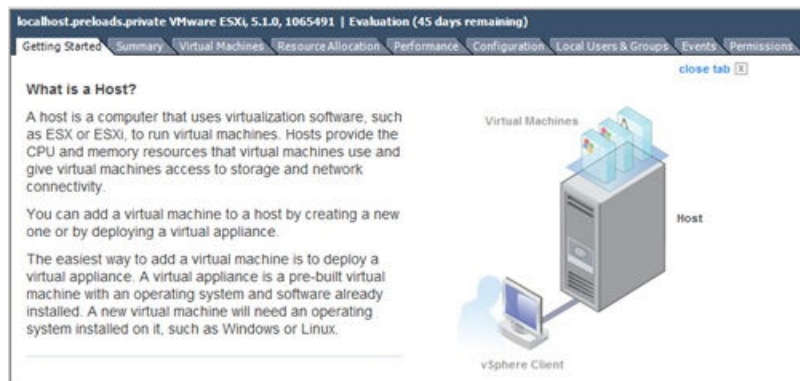 localhost.preloads.private VMware ESXi, 5.1.0, 1065491 | Evaluation (45 days remaining)
Getting Started Summary Virtual Machines Resource Allocation Performance Configuration Local Users & Groups Events Permissions
close tab X
What is a Host?
A host is a computer that uses virtualization software, such
as ESX or ESXi, to run virtual machines. Hosts provide the
CPU and memory resources that virtual machines use and
give virtual machines access to storage and network
connectivity.
You can add a virtual machine to a host by creating a new
one or by deploying a virtual appliance.
The easiest way to add a virtual machine is to deploy a
virtual appliance. A virtual appliance is a pre-built virtual
machine with an operating system and software already
installed. A new virtual machine will need an operating
system installed on it, such as Windows or Linux.
Virtual Machines
Host
vSphere Client